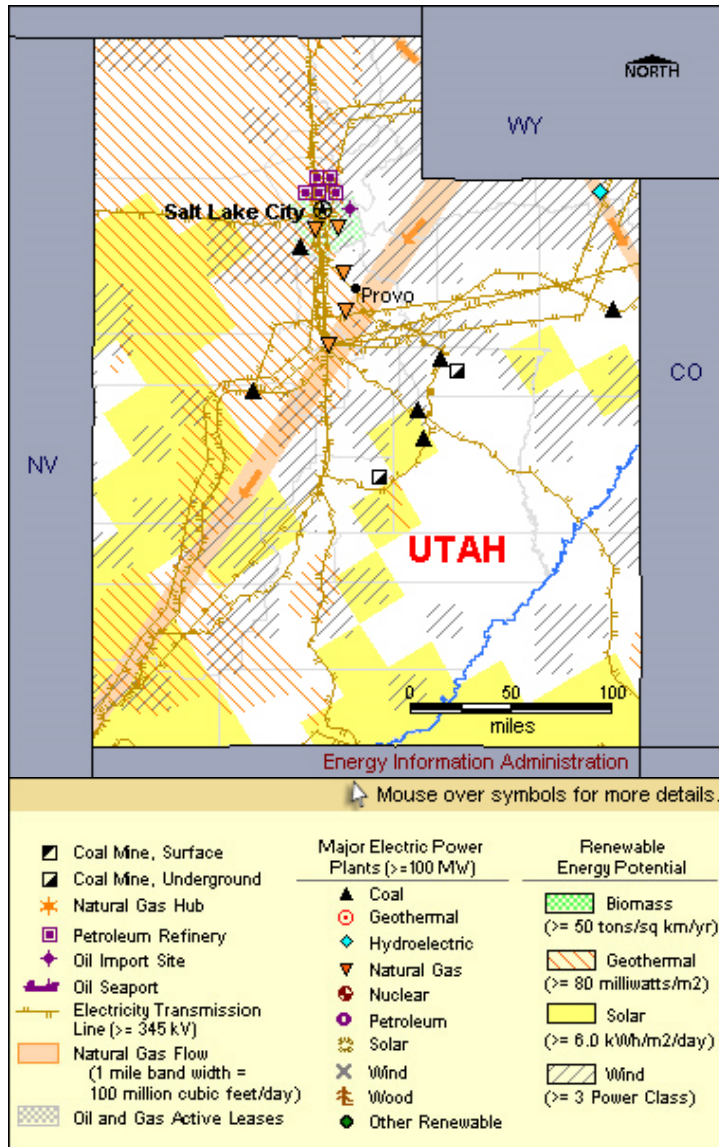 NORTH
WY
Salt Lake City
Provo
CO
NV
UTAH
0 50 100
miles
Energy Information Administration
Mouse over symbols for more details.
Coal Mine, Surface
Coal Mine, Underground
Natural Gas Hub
Petroleum Refinery
Oil Import Site
Oil Seaport
Electricity Transmission
Line (>= 345 kV)
Natural Gas Flow
(1 mile band width =
100 million cubic feet/day)
Oil and Gas Active Leases
Major Electric Power
Plants (>=100 MW)
Coal
Geothermal
Hydroelectric
Natural Gas
Nuclear
Petroleum
Solar
Wind
Wood
Other Renewable
Renewable
Energy Potential
Biomass
(>= 50 tons/sq km/yr)
Geothermal
(>= 80 milliwatts/m2)
Solar
(>= 6.0 kWh/m2/day)
Wind
(>= 3 Power Class)